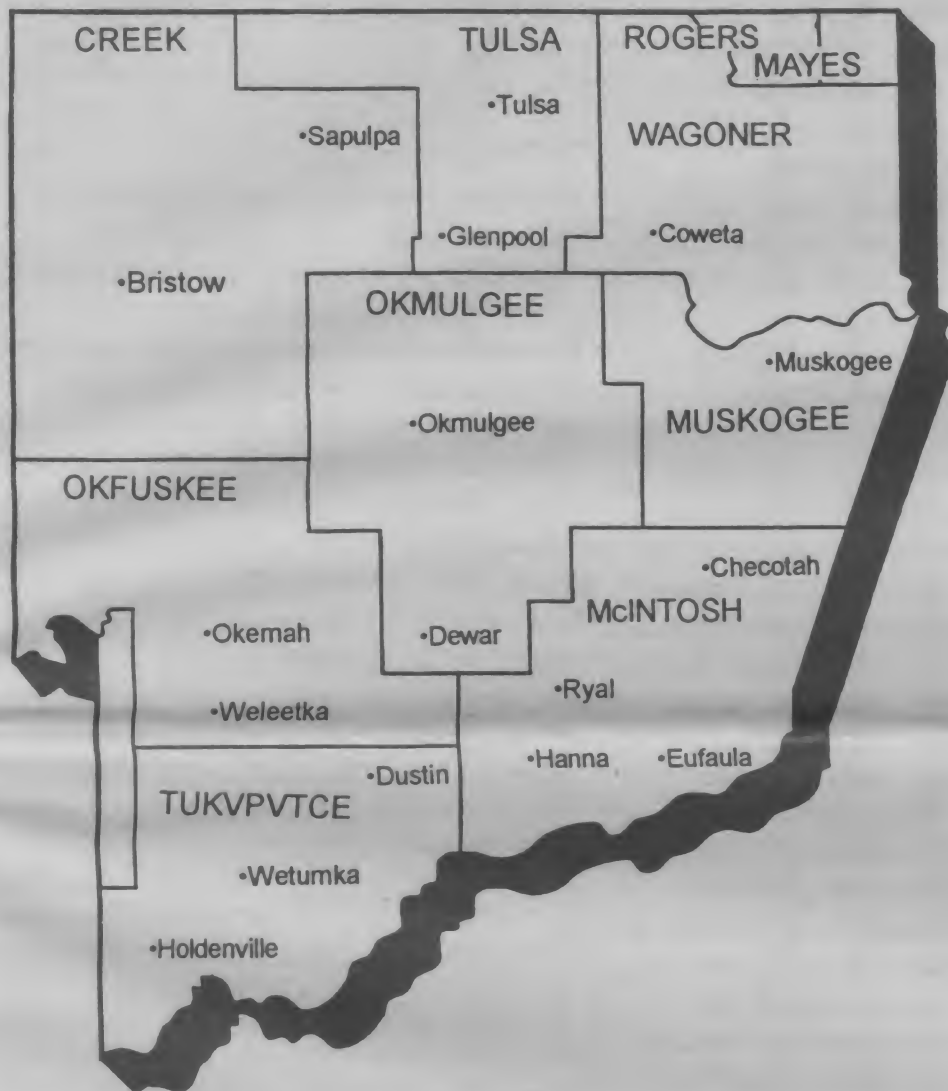 CREEK
TULSA
ROGERS
MAYES
•Tulsa
•Sapulpa
WAGONER
•Glenpool
•Coweta
•Bristow
OKMULGEE
•Muskogee
•Okmulgee
MUSKOGEE
OKFUSKEE
•Checotah
McINTOSH
•Okemah
•Dewar
•Ryal
•Weleetka
•Hanna
•Eufaula
•Dustin
TUKVPVTCE
•Wetumka
•Holdenville